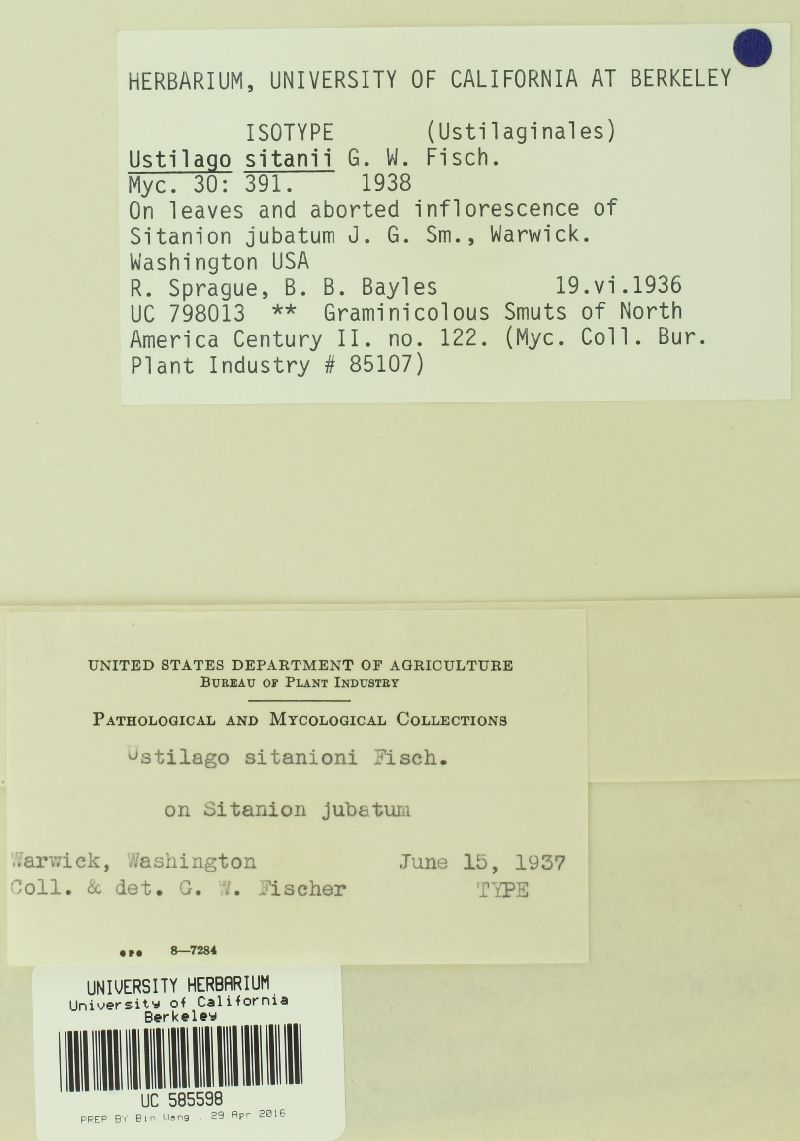 HERBARIUM, UNIVERSITY OF CALIFORNIA AT BERKELEY
ISOTYPE (Ustilaginales)
Ustilago sitanii G. W. Fisch.
Myc. 30: 391. 1938
On leaves and aborted inflorescence of
Sitanion jubatum J. G. Sm., Warwick.
Washington USA
R. Sprague, B. B. Bayles 19.vi.1936
UC 798013 ** Graminicolous Smuts of North
America Century II. no. 122. (Myc. Coll. Bur.
Plant Industry # 85107)
UNITED STATES DEPARTMENT OF AGRICULTURE
BUREAU OF PLANT INDUSTRY
PATHOLOGICAL AND MYCOLOGICAL COLLECTIONS
Ustilago sitanioni Fisch.
on Sitanion jubatum
Warwick, Washington June 15, 1937
Coll. & det. G. W. Fischer TYPE
GPO 8—7284
UNIVERSITY HERBARIUM
University of California
Berkeley
UC 585598
PREP BY Bin Wang . 29 Apr 2016